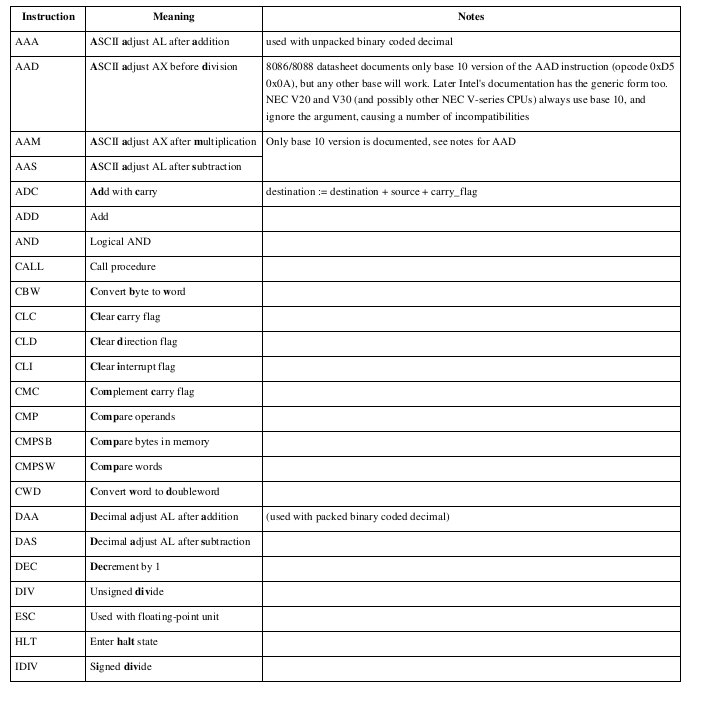 Instruction Meaning Notes
AAA ASCII adjust AL after addition used with unpacked binary coded decimal
AAD ASCII adjust AX before division 8086/8088 datasheet documents only base 10 version of the AAD instruction (opcode 0xD5
0x0A), but any other base will work. Later Intel's documentation has the generic form too.
NEC V20 and V30 (and possibly other NEC V-series CPUs) always use base 10, and
ignore the argument, causing a number of incompatibilities
AAM ASCII adjust AX after multiplication Only base 10 version is documented, see notes for AAD
AAS ASCII adjust AL after subtraction
ADC Add with carry destination := destination + source + carry_flag
ADD Add
AND Logical AND
CALL Call procedure
CBW Convert byte to word
CLC Clear carry flag
CLD Clear direction flag
CLI Clear interrupt flag
CMC Complement carry flag
CMP Compare operands
CMPSB Compare bytes in memory
CMPSW Compare words
CWD Convert word to doubleword
DAA Decimal adjust AL after addition (used with packed binary coded decimal)
DAS Decimal adjust AL after subtraction
DEC Decrement by 1
DIV Unsigned divide
ESC Used with floating-point unit
HLT Enter halt state
IDIV Signed divide